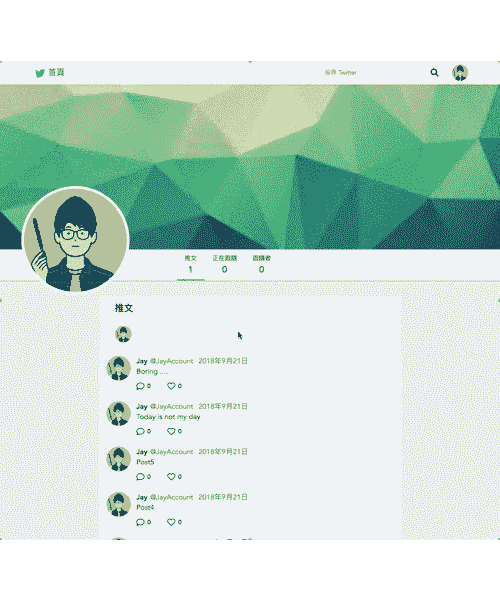 首頁
搜尋 Twitter
推文 正在跟隨 跟隨者
1 0 0
推文
Jay @JayAccount 2018年9月21日
Boring ....
0 0
Jay @JayAccount 2018年9月21日
Today is not my day
0 0
Jay @JayAccount 2018年9月21日
Post5
0 0
Jay @JayAccount 2018年9月21日
Post4
0 0